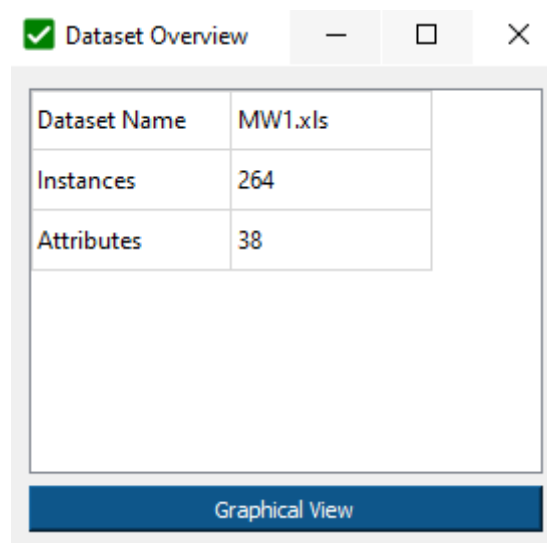 Dataset Overview
Dataset Name MW1.xls
Instances 264
Attributes 38
Graphical View